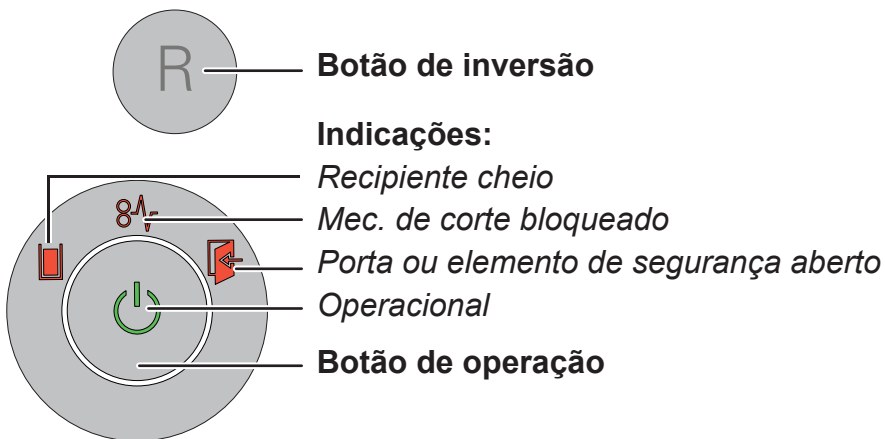 R
Botão de inversão
Indicações:
Recipiente cheio
Mec. de corte bloqueado
Porta ou elemento de segurança aberto
Operacional
Botão de operação